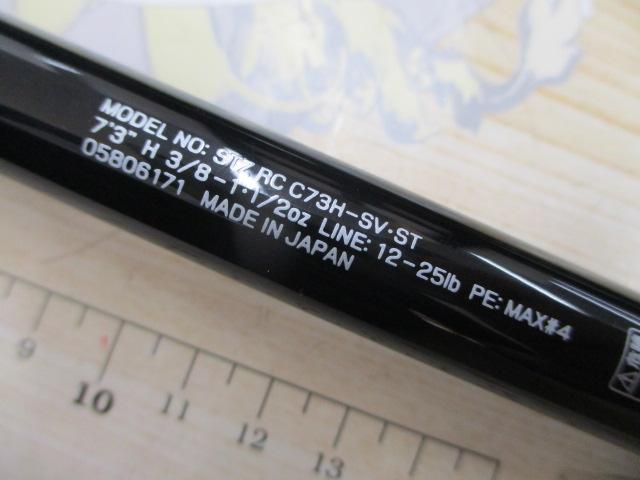 MODEL NO: STZ RC C73H-SV・ST
7'3" H 3/8-1・1/2oz LINE: 12-25lb PE: MAX#4
05806171 MADE IN JAPAN
9 10 11 12 13